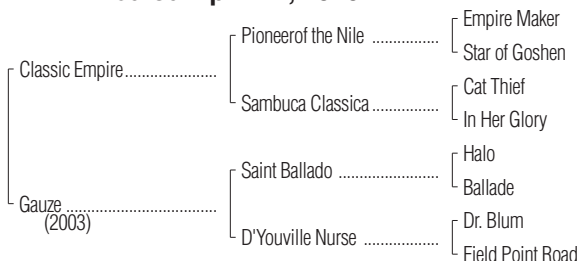 Empire Maker
Pioneerof the Nile ................
Star of Goshen
Classic Empire......................
Cat Thief
Sambuca Classica ................
In Her Glory
Halo
Saint Ballado ........................
Ballade
Gauze ....................................
(2003)
Dr. Blum
D'Youville Nurse ..................
Field Point Road